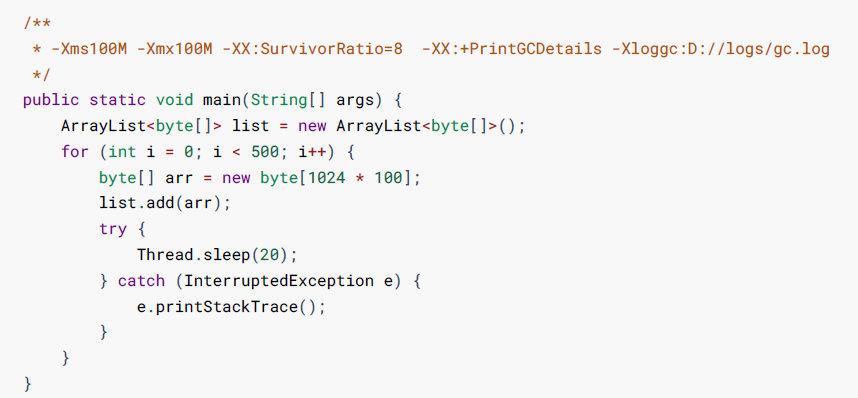 /**
 * -Xms100M -Xmx100M -XX:SurvivorRatio=8  -XX:+PrintGCDetails -Xloggc:D://logs/gc.log
 */
public static void main(String[] args) {
    ArrayList<byte[]> list = new ArrayList<byte[]>();
    for (int i = 0; i < 500; i++) {
        byte[] arr = new byte[1024 * 100];
        list.add(arr);
        try {
            Thread.sleep(20);
        } catch (InterruptedException e) {
            e.printStackTrace();
        }
    }
}